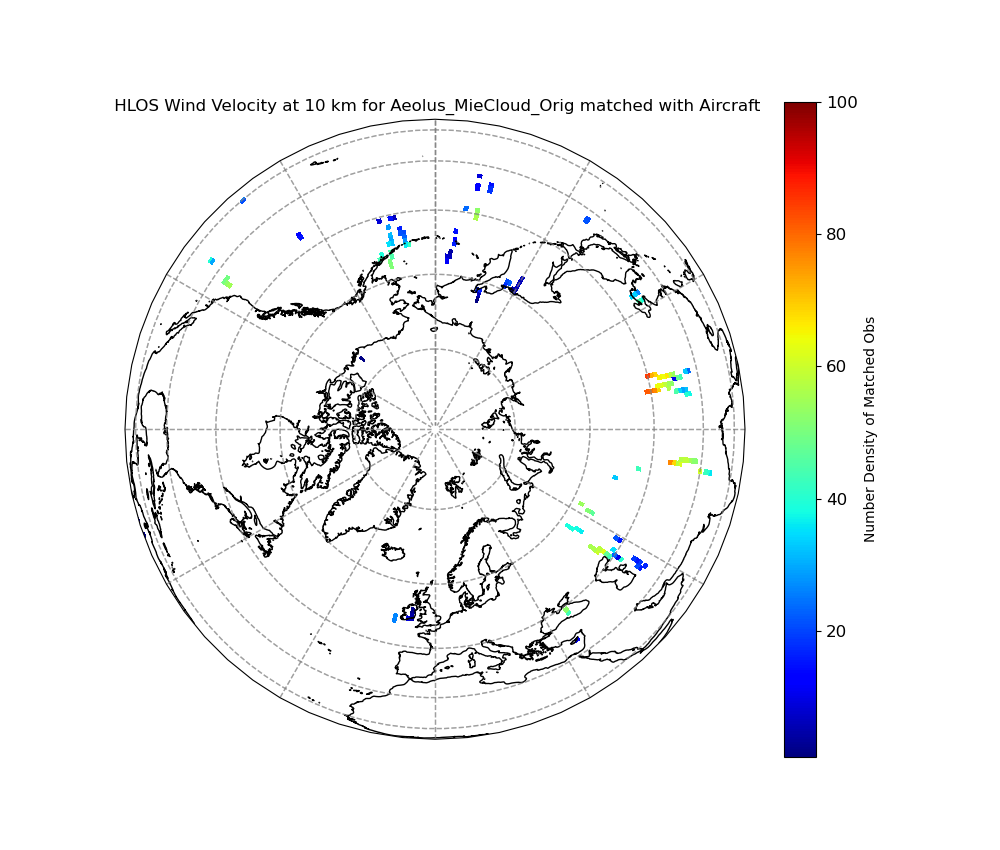 HLOS Wind Velocity at 10 km for Aeolus_MieCloud_Orig matched with Aircraft
100
80
60
40
20
Number Density of Matched Obs